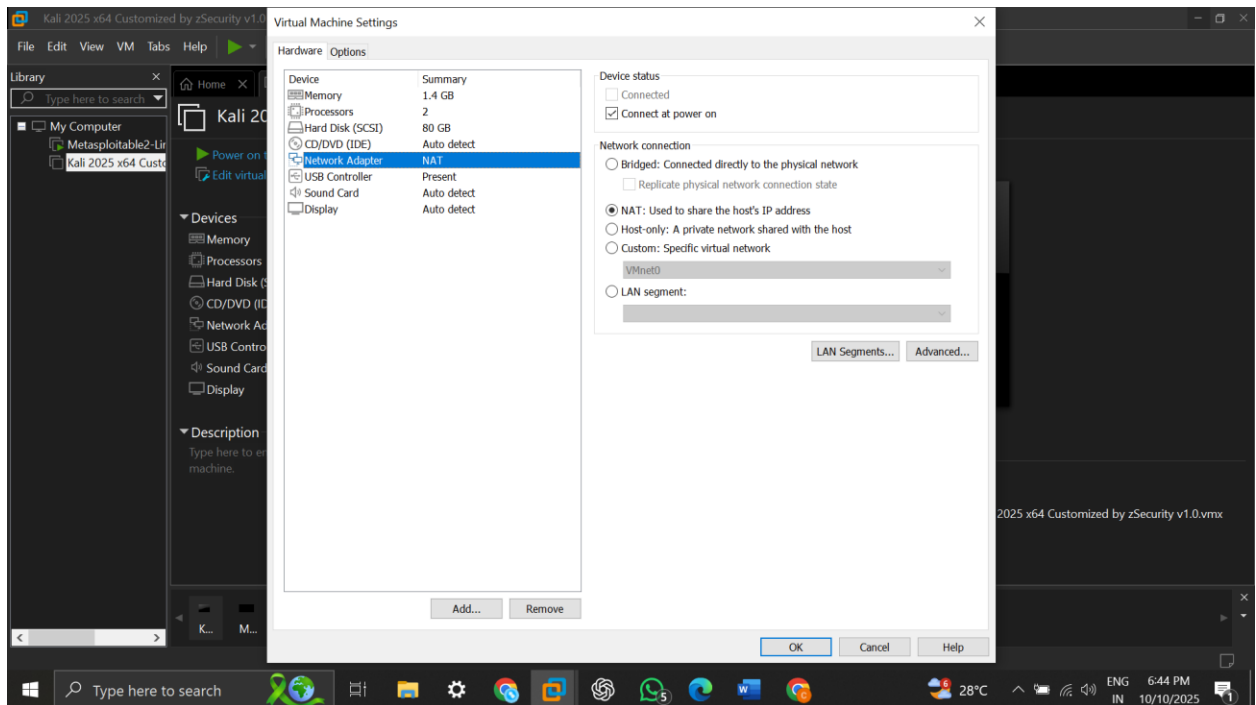 Kali 2025 x64 Customized by zSecurity v1.0
File Edit View VM Tabs Help
Library
Type here to search
My Computer
Metasploitable2-Lin
Kali 2025 x64 Custo
Home
Kali 20
Power on t
Edit virtual
Devices
Memory
Processors
Hard Disk (S
CD/DVD (ID
Network Ad
USB Contro
Sound Card
Display
Description
Type here to en
machine.
K... M...
Virtual Machine Settings
Hardware Options
Device Summary
Memory 1.4 GB
Processors 2
Hard Disk (SCSI) 80 GB
CD/DVD (IDE) Auto detect
Network Adapter NAT
USB Controller Present
Sound Card Auto detect
Display Auto detect
Add... Remove
Device status
Connected
Connect at power on
Network connection
Bridged: Connected directly to the physical network
Replicate physical network connection state
NAT: Used to share the host's IP address
Host-only: A private network shared with the host
Custom: Specific virtual network
VMnet0
LAN segment:
LAN Segments... Advanced...
OK Cancel Help
2025 x64 Customized by zSecurity v1.0.vmx
Type here to search
5
6
28°C
ENG
IN
6:44 PM
10/10/2025
1